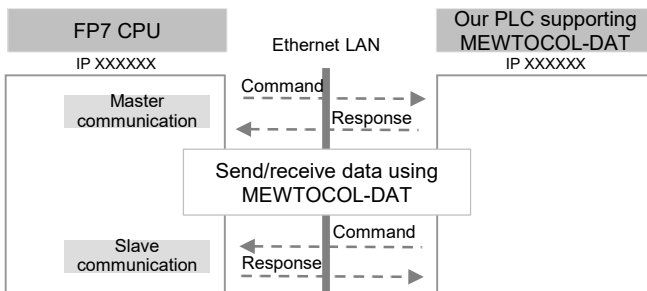 FP7 CPU
Ethernet LAN
Our PLC supporting
MEWTOCOL-DAT
IP XXXXXX
IP XXXXXX
Master
communication
Command
Response
Send/receive data using
MEWTOCOL-DAT
Slave
communication
Command
Response